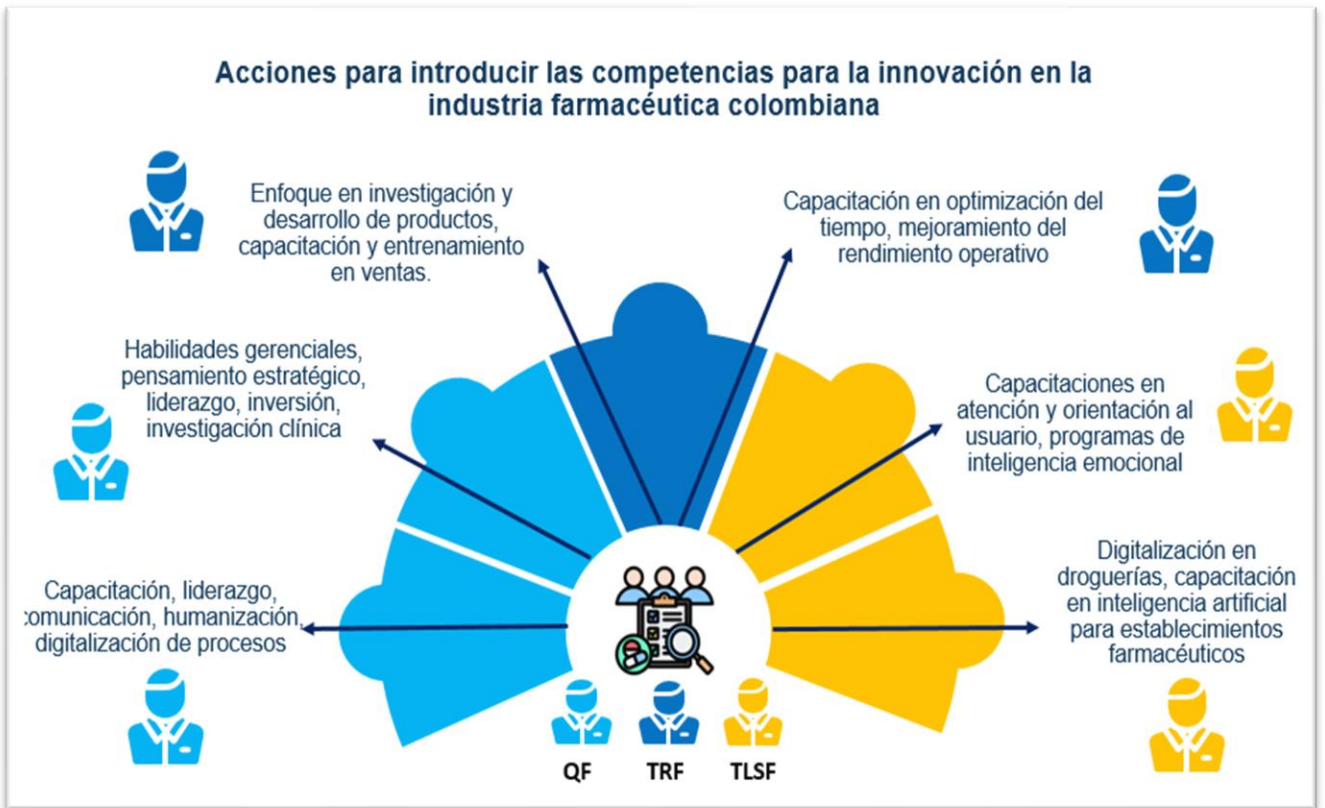 Acciones para introducir las competencias para la innovación en la
industria farmacéutica colombiana
Enfoque en investigación y
desarrollo de productos,
capacitación y entrenamiento
en ventas.
Capacitación en optimización del
tiempo, mejoramiento del
rendimiento operativo
Habilidades gerenciales,
pensamiento estratégico,
liderazgo, inversión,
investigación clínica
Capacitaciones en
atención y orientación al
usuario, programas de
inteligencia emocional
Capacitación, liderazgo,
comunicación, humanización,
digitalización de procesos
Digitalización en
droguerías, capacitación
en inteligencia artificial
para establecimientos
farmacéuticos
QF
TRF
TLSF